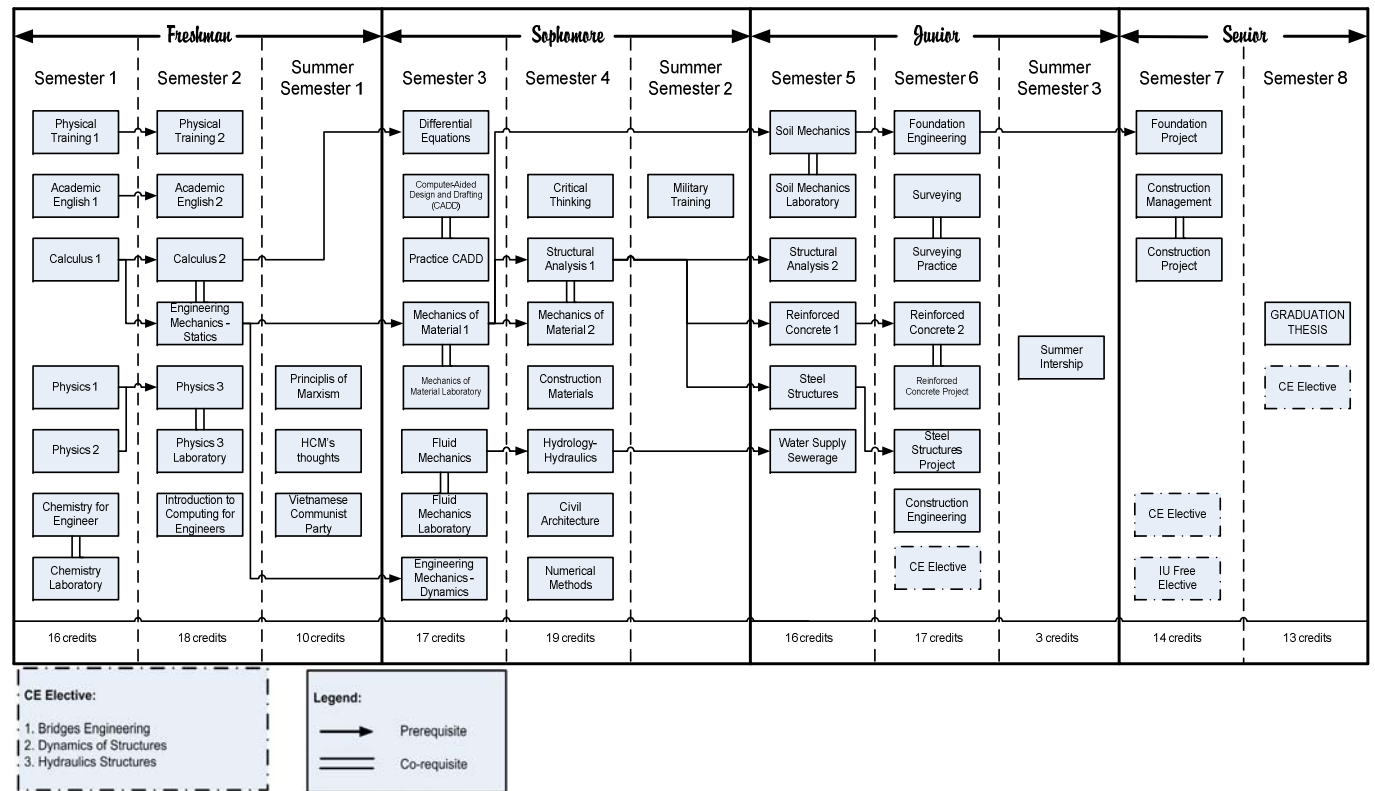 Freshman
Sophomore
Junior
Senior
Semester 1
Semester 2
Summer
Semester 1
Semester 3
Semester 4
Summer
Semester 2
Semester 5
Semester 6
Summer
Semester 3
Semester 7
Semester 8
Physical
Training 1
Academic
English 1
Calculus 1
Physics 1
Physics 2
Chemistry for
Engineer
Chemistry
Laboratory
Physical
Training 2
Academic
English 2
Calculus 2
Engineering
Mechanics -
Statics
Physics 3
Physics 3
Laboratory
Introduction to
Computing for
Engineers
Principlis of
Marxism
HCM's
thoughts
Vietnamese
Communist
Party
Differential
Equations
Computer-Aided
Design and Drafting
(CADD)
Practice CADD
Mechanics of
Material 1
Mechanics of
Material Laboratory
Fluid
Mechanics
Fluid
Mechanics
Laboratory
Engineering
Mechanics -
Dynamics
Critical
Thinking
Structural
Analysis 1
Mechanics of
Material 2
Construction
Materials
Hydrology-
Hydraulics
Civil
Architecture
Numerical
Methods
Military
Training
Soil Mechanics
Soil Mechanics
Laboratory
Structural
Analysis 2
Reinforced
Concrete 1
Steel
Structures
Water Supply
Sewerage
Foundation
Engineering
Surveying
Surveying
Practice
Reinforced
Concrete 2
Reinforced
Concrete Project
Steel
Structures
Project
Construction
Engineering
CE Elective
Summer
Intership
Foundation
Project
Construction
Management
Construction
Project
CE Elective
IU Free
Elective
GRADUATION
THESIS
CE Elective
16 credits
18 credits
10 credits
17 credits
19 credits
16 credits
17 credits
3 credits
14 credits
13 credits
CE Elective:
1. Bridges Engineering
2. Dynamics of Structures
3. Hydraulics Structures
Legend:
Prerequisite
Co-requisite